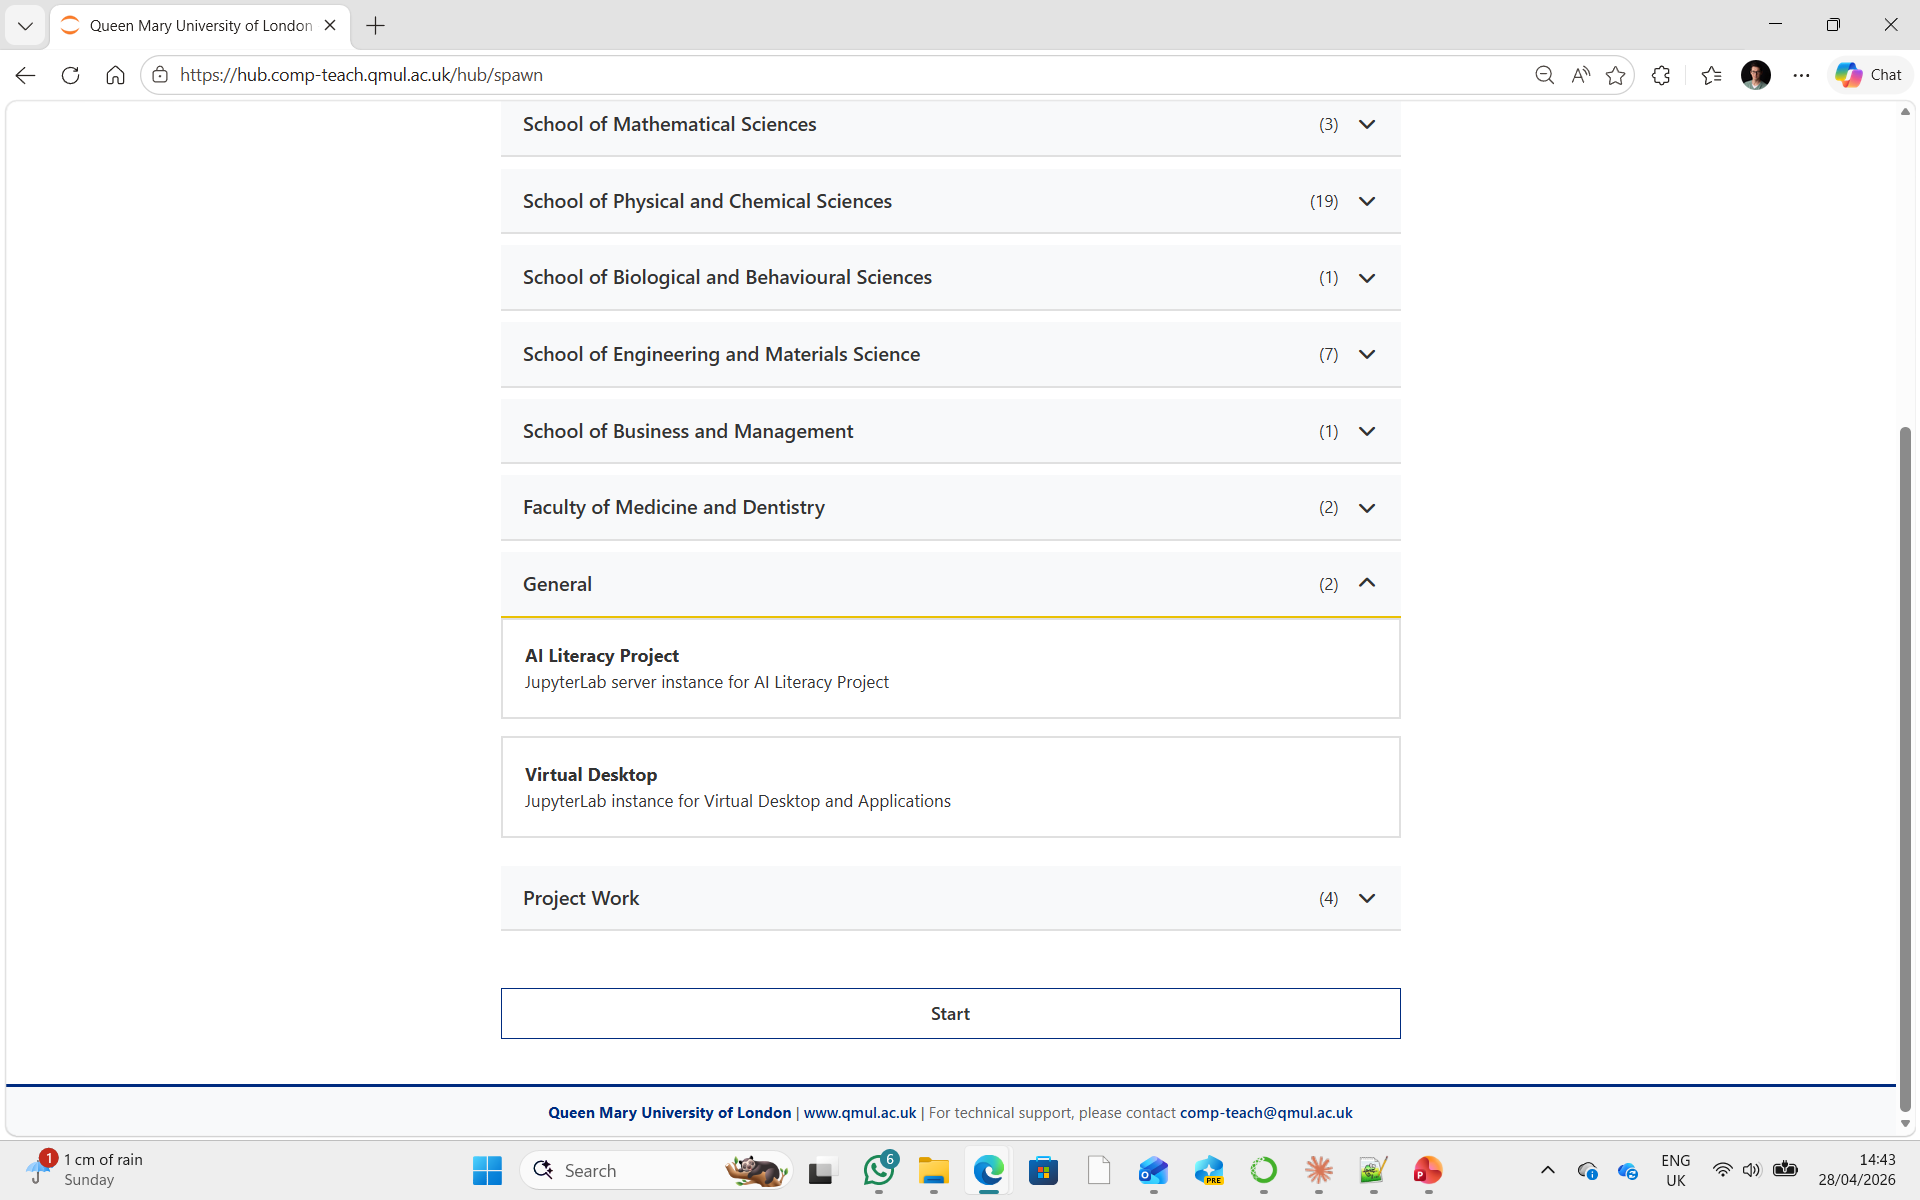 Queen Mary University of London
https://hub.comp-teach.qmul.ac.uk/hub/spawn
Chat
School of Mathematical Sciences (3)
School of Physical and Chemical Sciences (19)
School of Biological and Behavioural Sciences (1)
School of Engineering and Materials Science (7)
School of Business and Management (1)
Faculty of Medicine and Dentistry (2)
General (2)
AI Literacy Project
JupyterLab server instance for AI Literacy Project
Virtual Desktop
JupyterLab instance for Virtual Desktop and Applications
Project Work (4)
Start
Queen Mary University of London | www.qmul.ac.uk | For technical support, please contact comp-teach@qmul.ac.uk
1
1 cm of rain
Sunday
Search
6
PRE
ENG
UK
14:43
28/04/2026